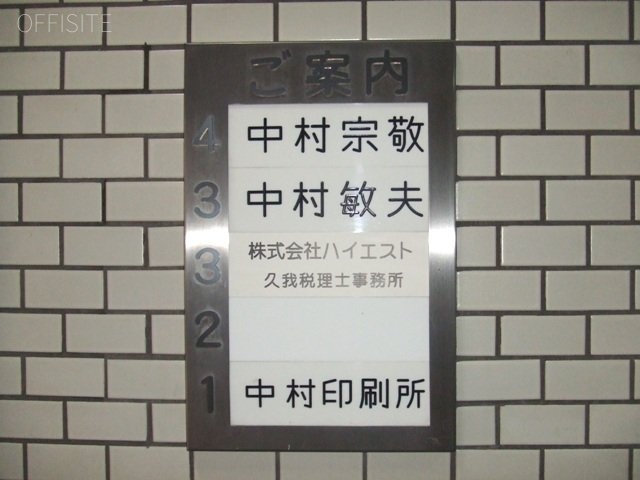 OFFISITE
ご案内
4 中村宗敬
3 中村敏夫
3 株式会社ハイエスト
久我税理士事務所
2
1 中村印刷所